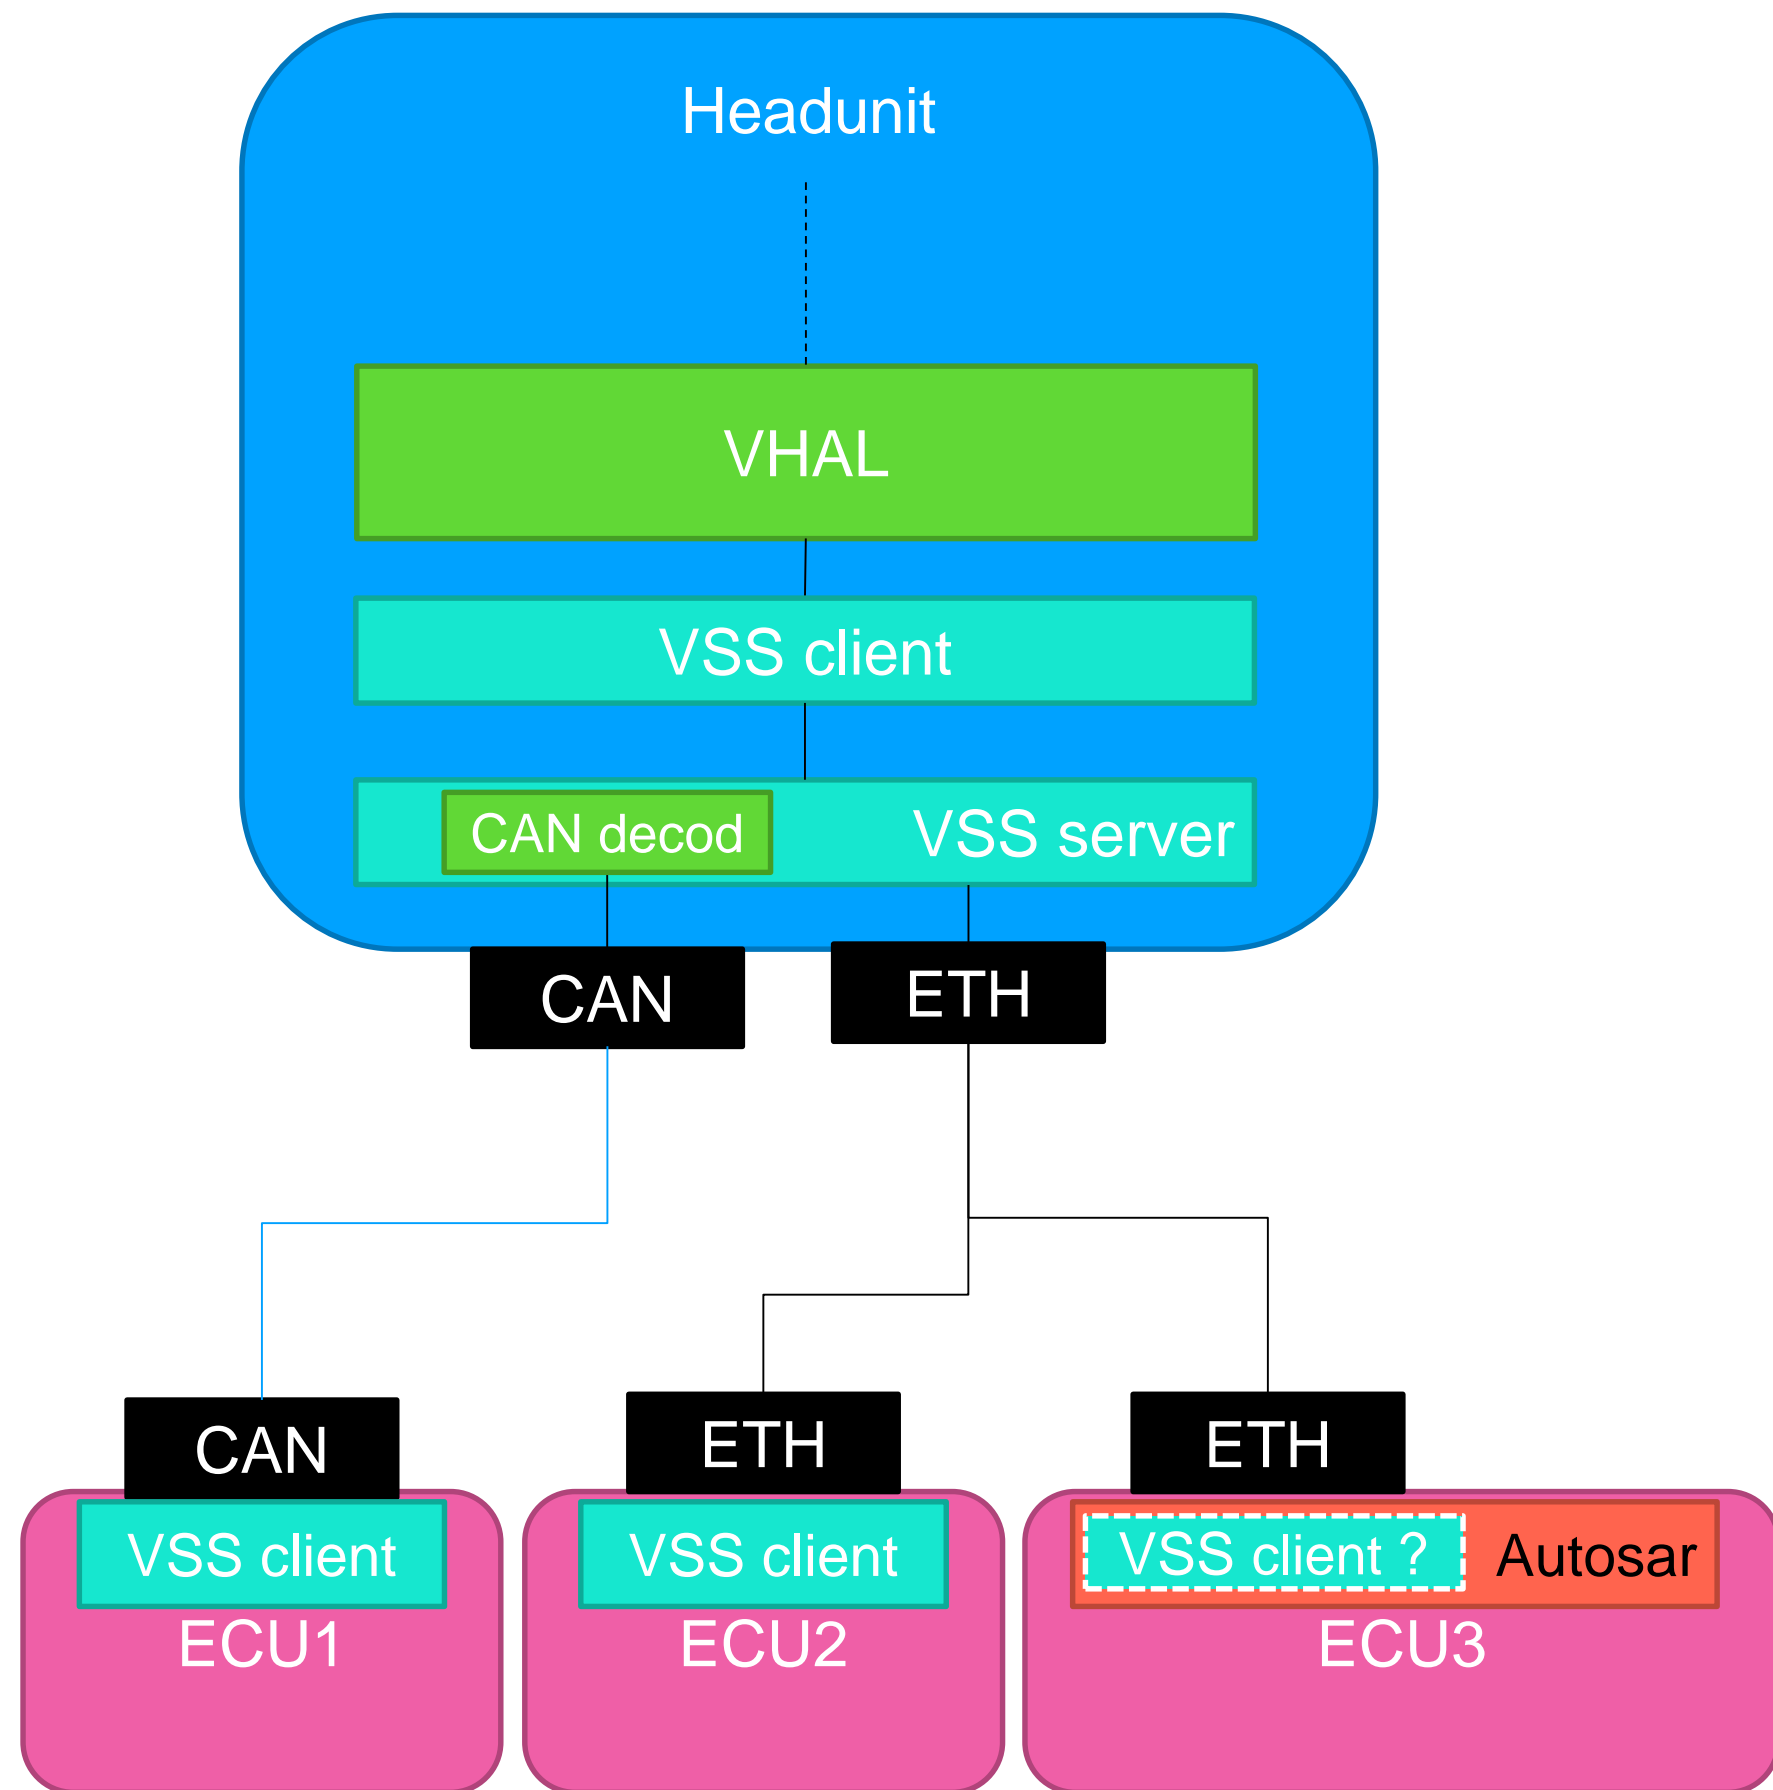 Headunit
VHAL
VSS client
CAN decod
VSS server
CAN
ETH
CAN
ETH
ETH
VSS client
VSS client
VSS client ?
Autosar
ECU1
ECU2
ECU3